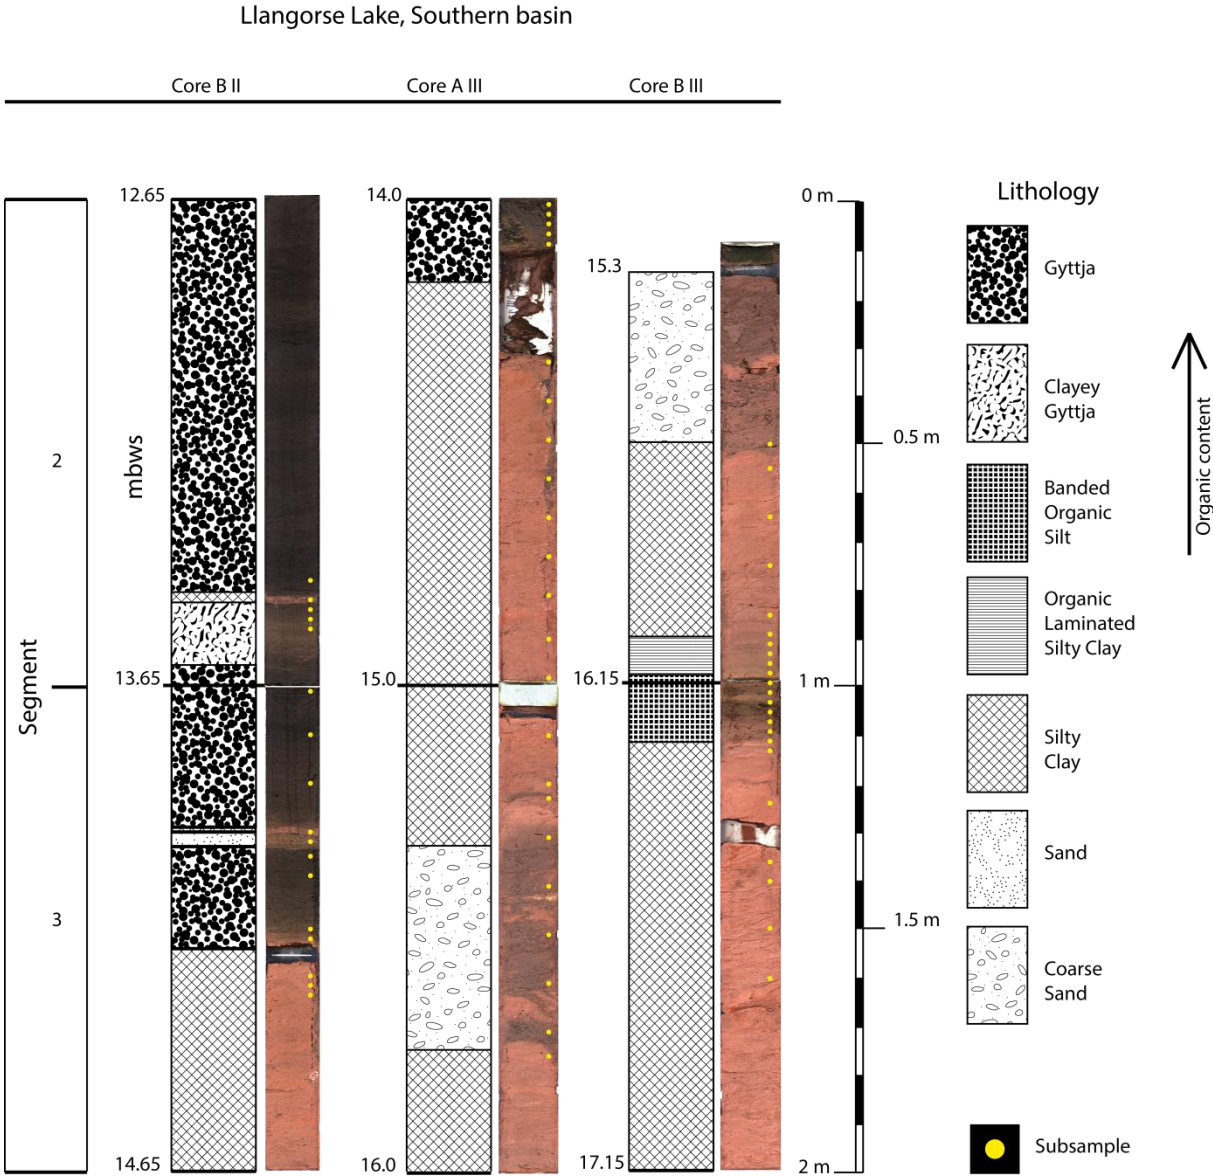 Llangorse Lake, Southern basin
Core B II
Core A III
Core B III
12.65
14.0
0 m
Lithology
15.3
Gyttja
Clayey
Gyttja
0.5 m
2
mbws
Banded
Organic
Silt
Organic content
Organic
Laminated
Silty Clay
Segment
13.65
15.0
16.15
1 m
Silty
Clay
Sand
3
1.5 m
Coarse
Sand
Subsample
14.65
16.0
17.15
2 m